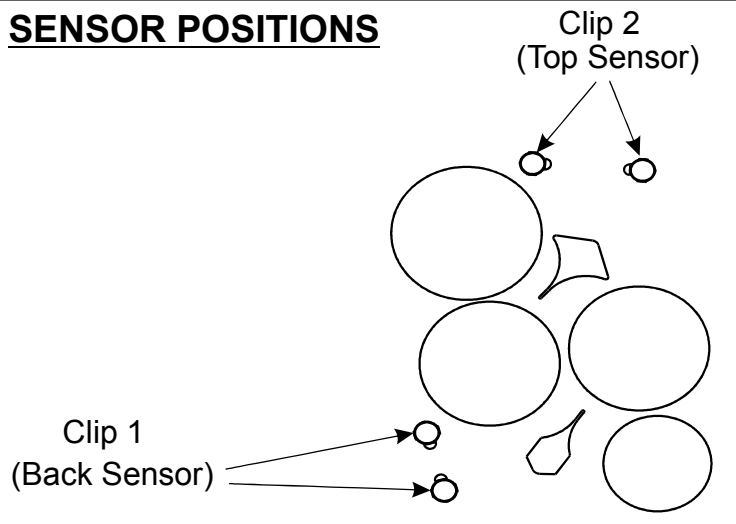 SENSOR POSITIONS
Clip 2
(Top Sensor)
Clip 1
(Back Sensor)